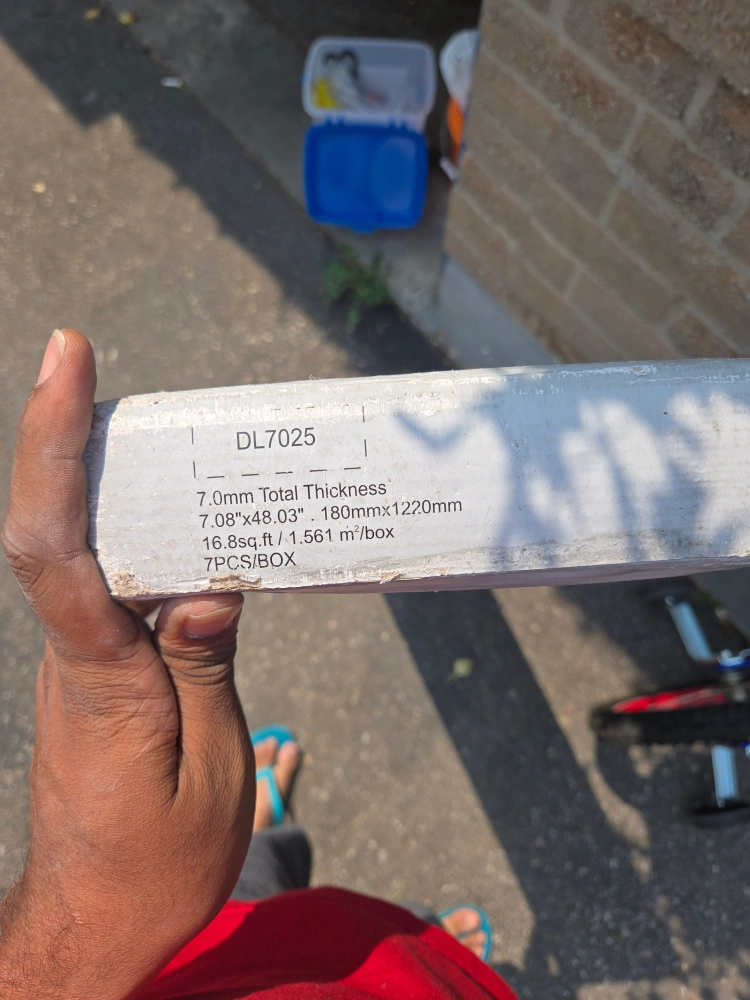 DL7025
7.0mm Total Thickness
7.08"x48.03" . 180mmx1220mm
16.8sq.ft / 1.561 m²/box
7PCS/BOX